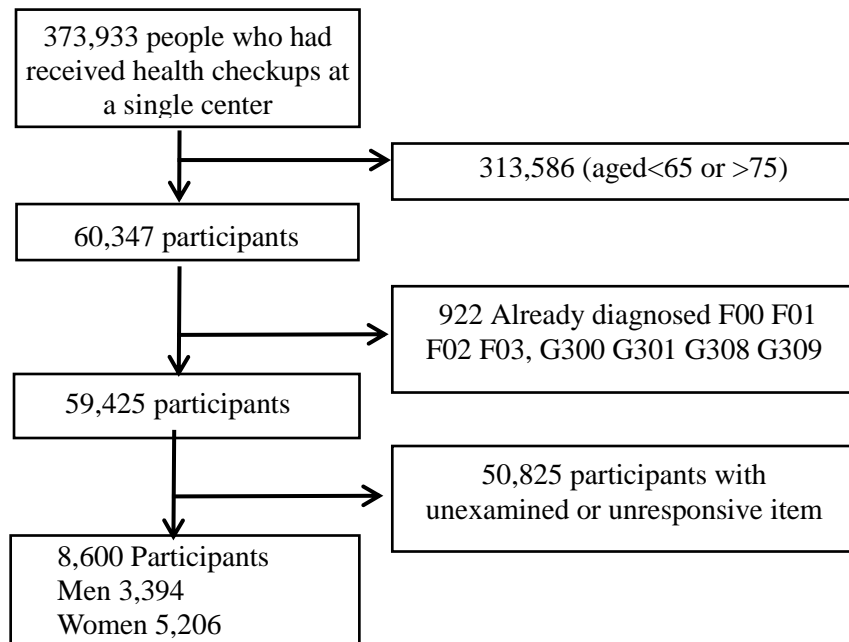 373,933 people who had
received health checkups at
a single center
313,586 (aged<65 or >75)
60,347 participants
922 Already diagnosed F00 F01
F02 F03, G300 G301 G308 G309
59,425 participants
50,825 participants with
unexamined or unresponsive item
8,600 Participants
Men 3,394
Women 5,206